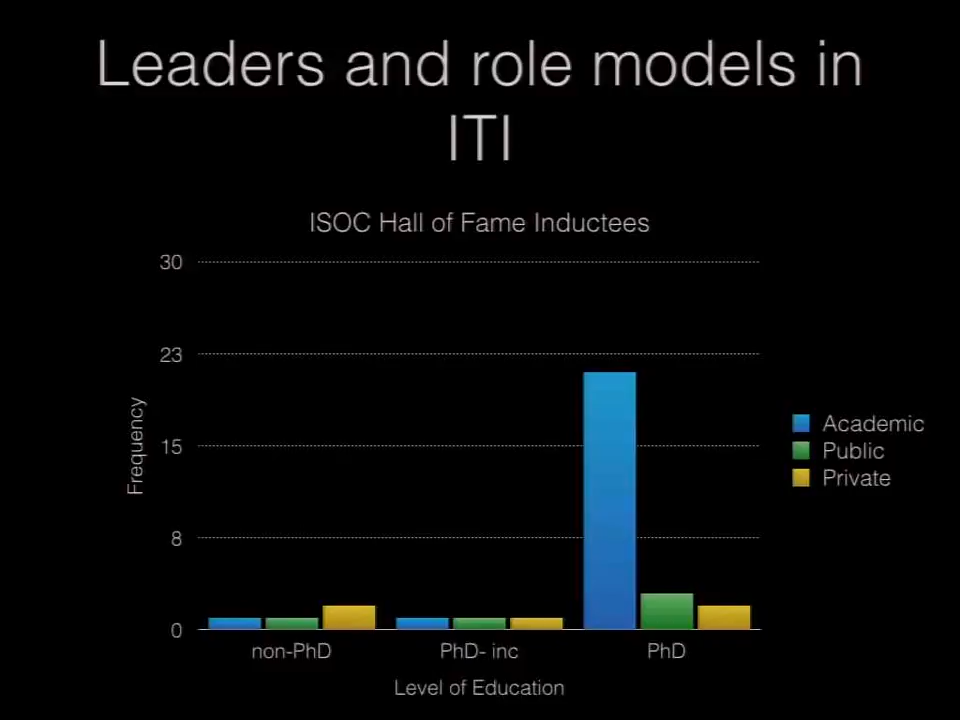 Leaders and role models in
ITI
ISOC Hall of Fame Inductees
30
23
15
8
0
Frequency
non-PhD PhD- inc PhD
Level of Education
Academic
Public
Private